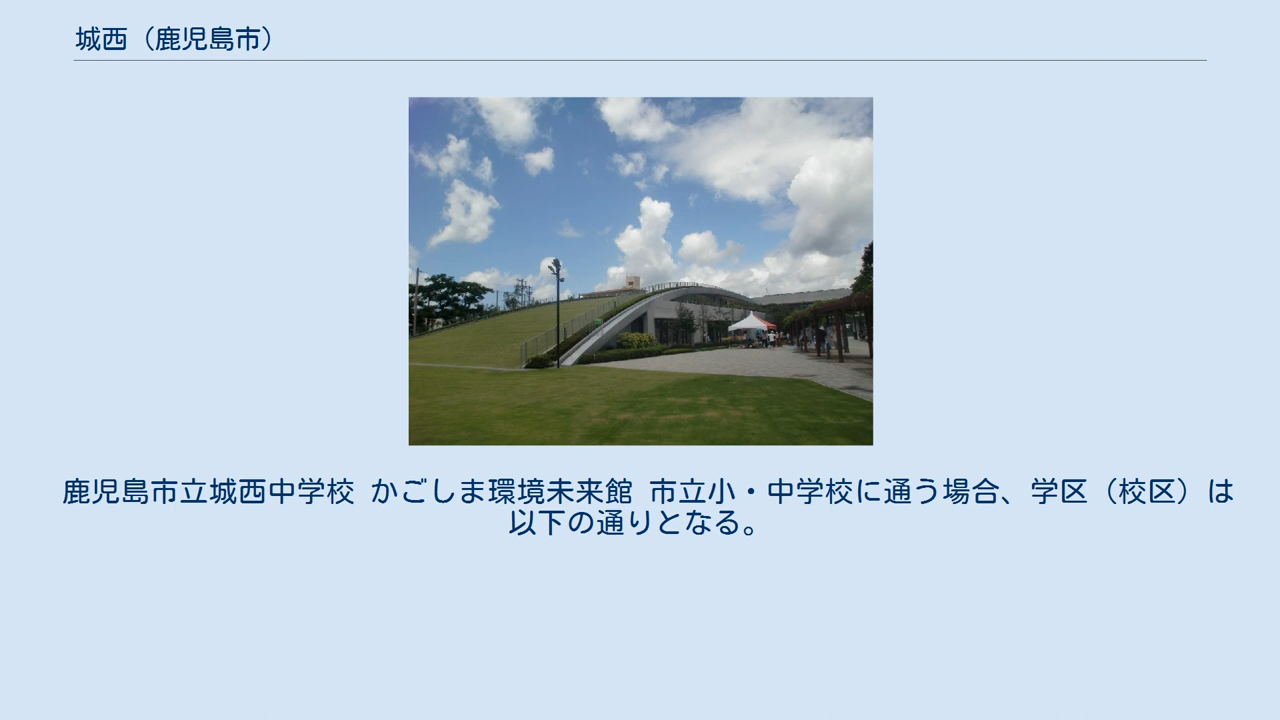 城西（鹿児島市）
鹿児島市立城西中学校 かごしま環境未来館 市立小・中学校に通う場合、学区（校区）は
以下の通りとなる。